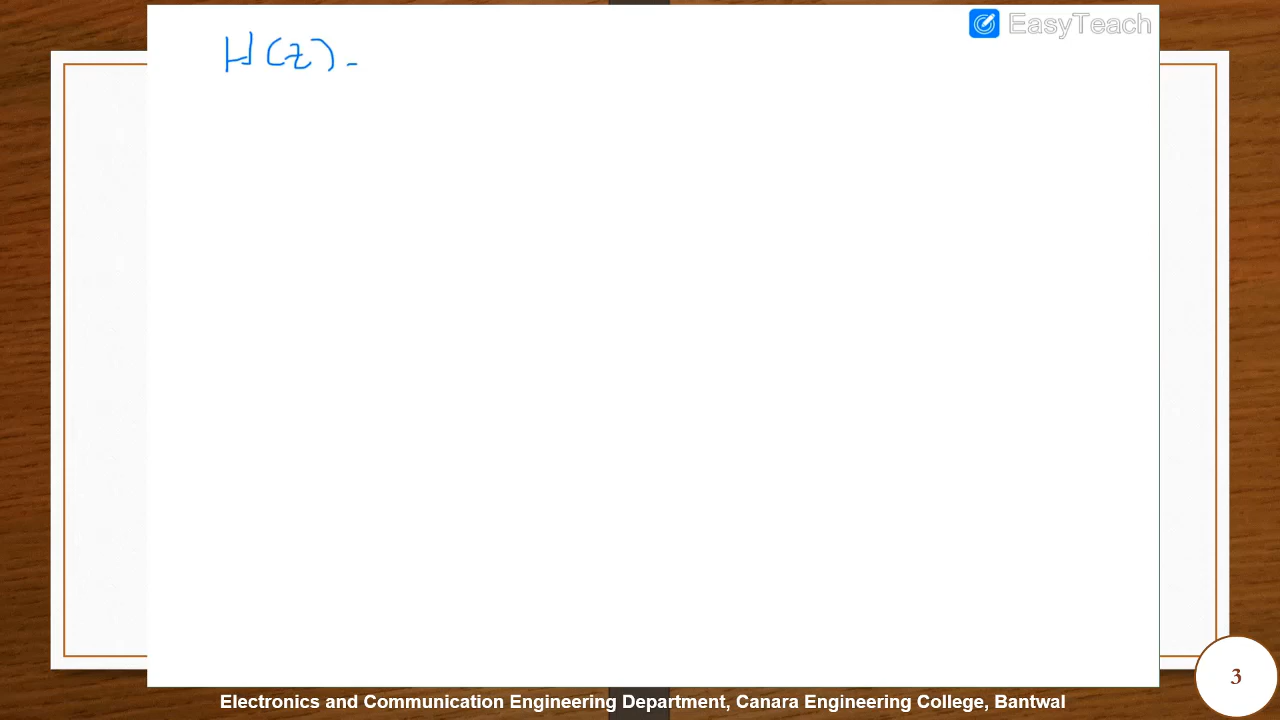 EasyTeach
H(z) -
3
Electronics and Communication Engineering Department, Canara Engineering College, Bantwal